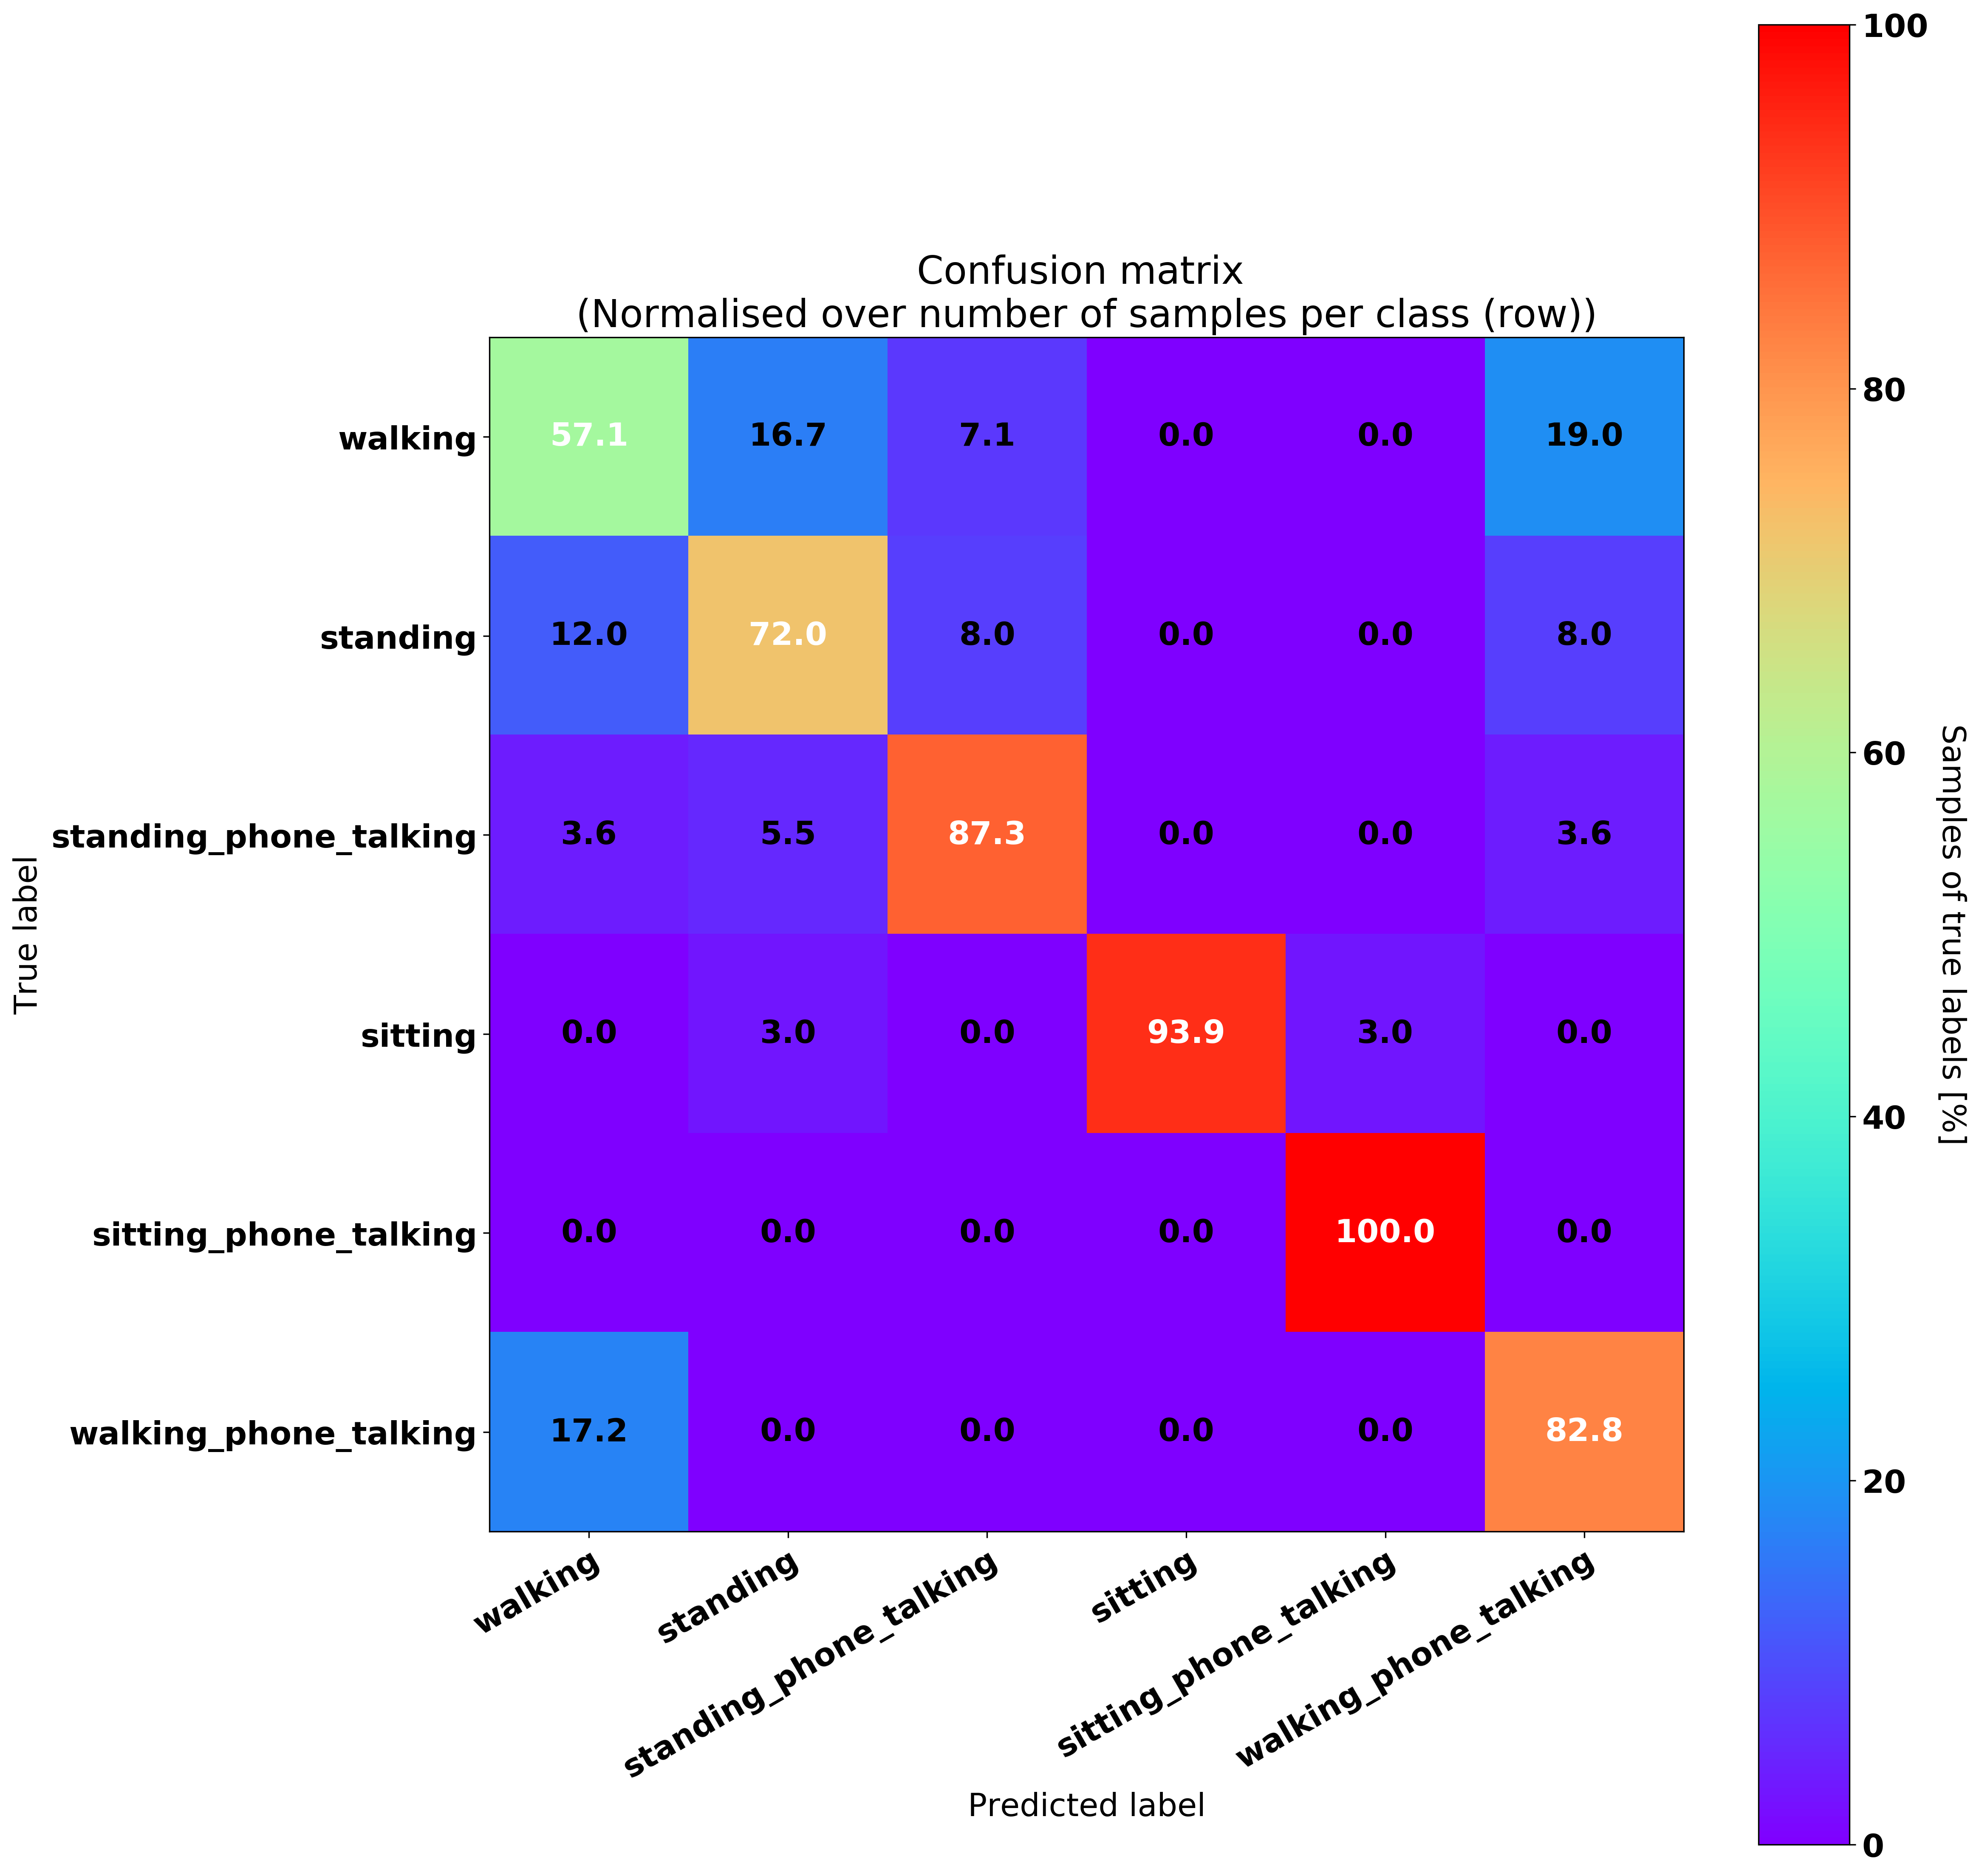 Confusion matrix
(Normalised over number of samples per class (row))
walking 57.1 16.7 7.1 0.0 0.0 19.0
standing 12.0 72.0 8.0 0.0 0.0 8.0
standing_phone_talking 3.6 5.5 87.3 0.0 0.0 3.6
sitting 0.0 3.0 0.0 93.9 3.0 0.0
sitting_phone_talking 0.0 0.0 0.0 0.0 100.0 0.0
walking_phone_talking 17.2 0.0 0.0 0.0 0.0 82.8
True label
walking
standing
standing_phone_talking
sitting
sitting_phone_talking
walking_phone_talking
Predicted label
100
80
60
40
20
0
Samples of true labels [%]